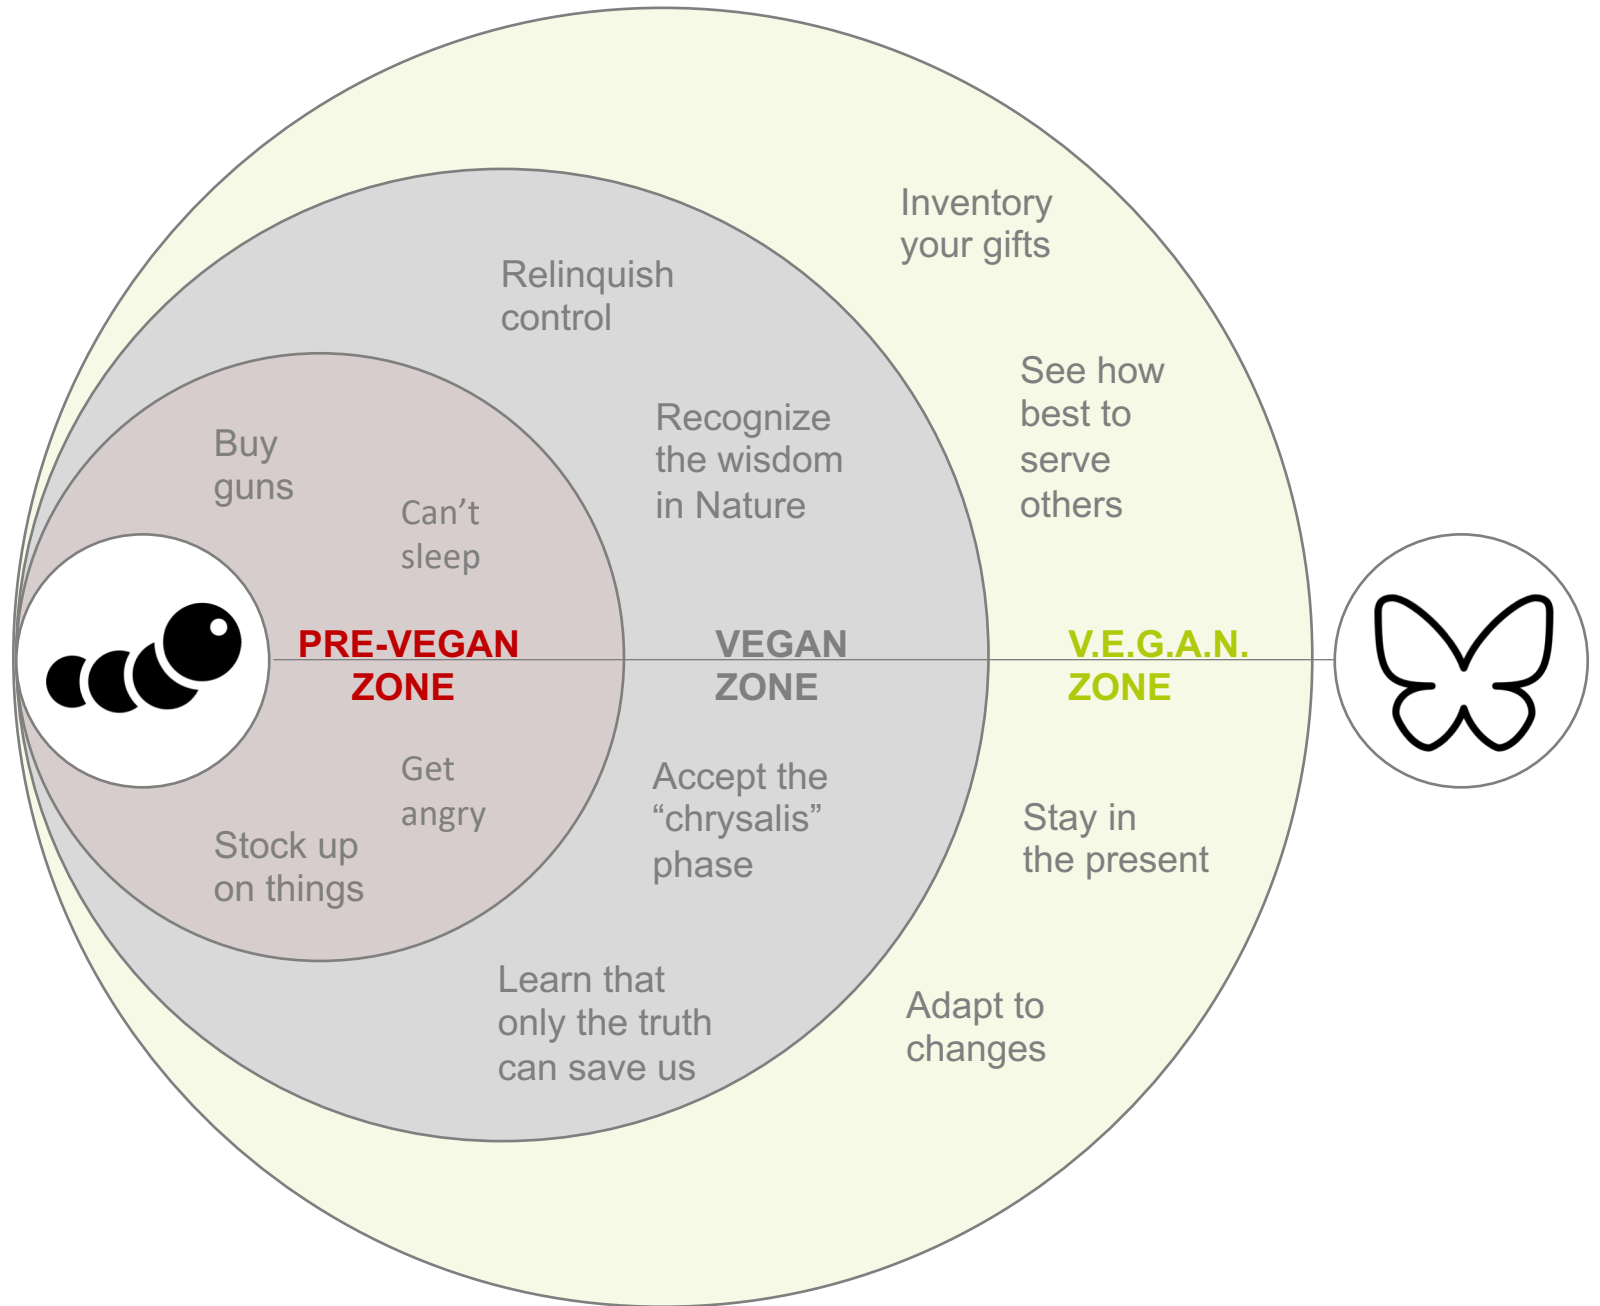 Inventory
your gifts
Relinquish
control
See how
best to
serve
others
Recognize
the wisdom
in Nature
Buy
guns
Can’t
sleep
PRE-VEGAN
ZONE
VEGAN
ZONE
V.E.G.A.N.
ZONE
Get
angry
Stock up
on things
Accept the
“chrysalis”
phase
Stay in
the present
Learn that
only the truth
can save us
Adapt to
changes